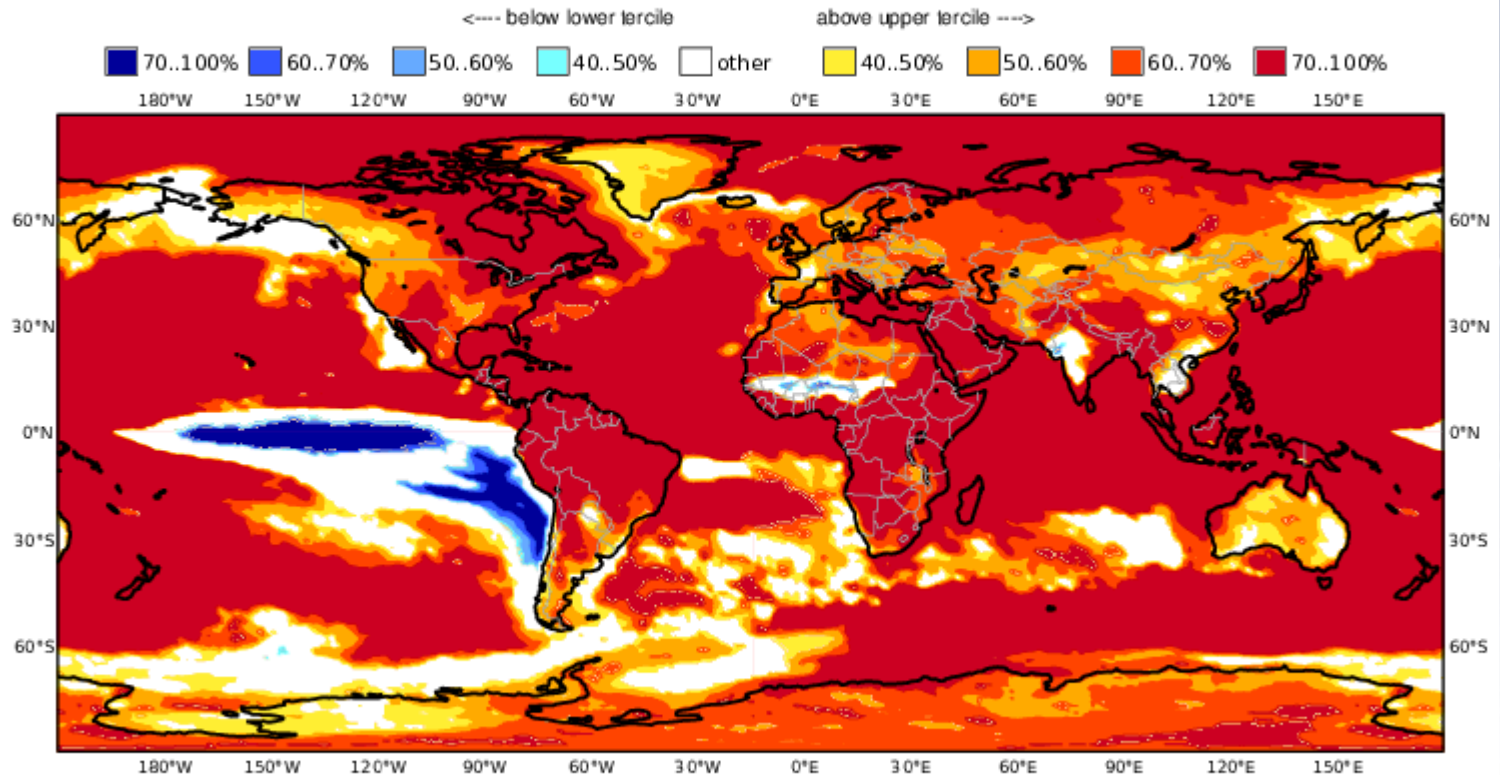 <---- below lower tercile above upper tercile ---->
70..100% 60..70% 50..60% 40..50% other 40..50% 50..60% 60..70% 70..100%
180°W 150°W 120°W 90°W 60°W 30°W 0°E 30°E 60°E 90°E 120°E 150°E
60°N 60°N
30°N 30°N
0°N 0°N
30°S 30°S
60°S 60°S
180°W 150°W 120°W 90°W 60°W 30°W 0°E 30°E 60°E 90°E 120°E 150°E